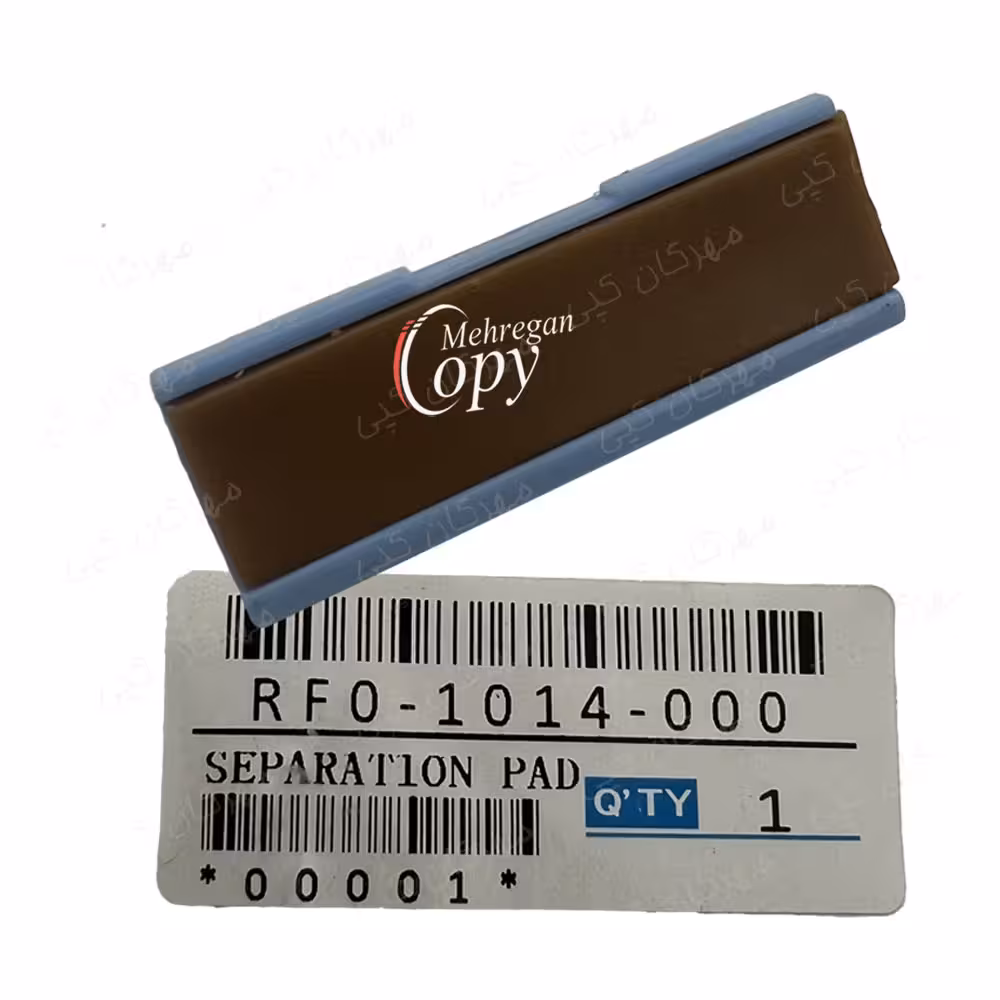 مهرگان کپی
Mehregan
Copy
RF0-1014-000
SEPARATION PAD
Q'TY 1
*00001*